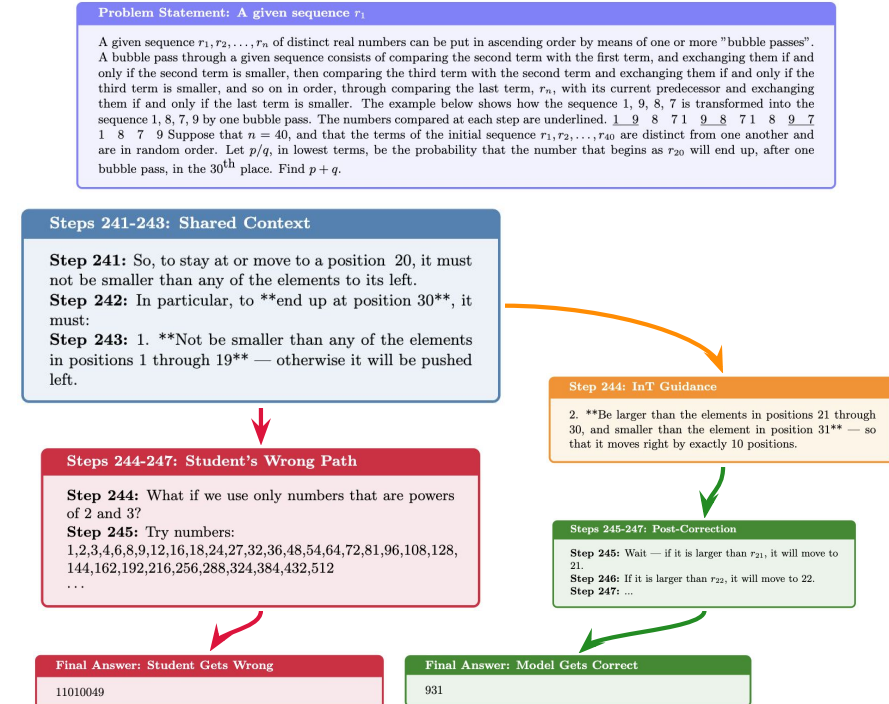 Problem Statement: A given sequence r₁
A given sequence r₁, r₂, . . . , rₙ of distinct real numbers can be put in ascending order by means of one or more ”bubble passes”.
A bubble pass through a given sequence consists of comparing the second term with the first term, and exchanging them if and
only if the second term is smaller, then comparing the third term with the second term and exchanging them if and only if the
third term is smaller, and so on in order, through comparing the last term, rₙ, with its current predecessor and exchanging
them if and only if the last term is smaller. The example below shows how the sequence 1, 9, 8, 7 is transformed into the
sequence 1, 8, 7, 9 by one bubble pass. The numbers compared at each step are underlined. 1 9 8 7 1 9 8 7 1 8 9 7
1 8 7 9 Suppose that n = 40, and that the terms of the initial sequence r₁, r₂, . . . , r₄₀ are distinct from one another and
are in random order. Let p/q, in lowest terms, be the probability that the number that begins as r₂₀ will end up, after one
bubble pass, in the 30ᵗʰ place. Find p + q.
Steps 241-243: Shared Context
Step 241: So, to stay at or move to a position 20, it must
not be smaller than any of the elements to its left.
Step 242: In particular, to **end up at position 30**, it
must:
Step 243: 1. **Not be smaller than any of the elements
in positions 1 through 19** — otherwise it will be pushed
left.
Step 244: InT Guidance
2. **Be larger than the elements in positions 21 through
30, and smaller than the element in position 31** — so
that it moves right by exactly 10 positions.
Steps 244-247: Student’s Wrong Path
Step 244: What if we use only numbers that are powers
of 2 and 3?
Step 245: Try numbers:
1,2,3,4,6,8,9,12,16,18,24,27,32,36,48,54,64,72,81,96,108,128,
144,162,192,216,256,288,324,384,432,512
. . .
Steps 245-247: Post-Correction
Step 245: Wait — if it is larger than r₂₁, it will move to
21.
Step 246: If it is larger than r₂₂, it will move to 22.
Step 247: ...
Final Answer: Student Gets Wrong
11010049
Final Answer: Model Gets Correct
931